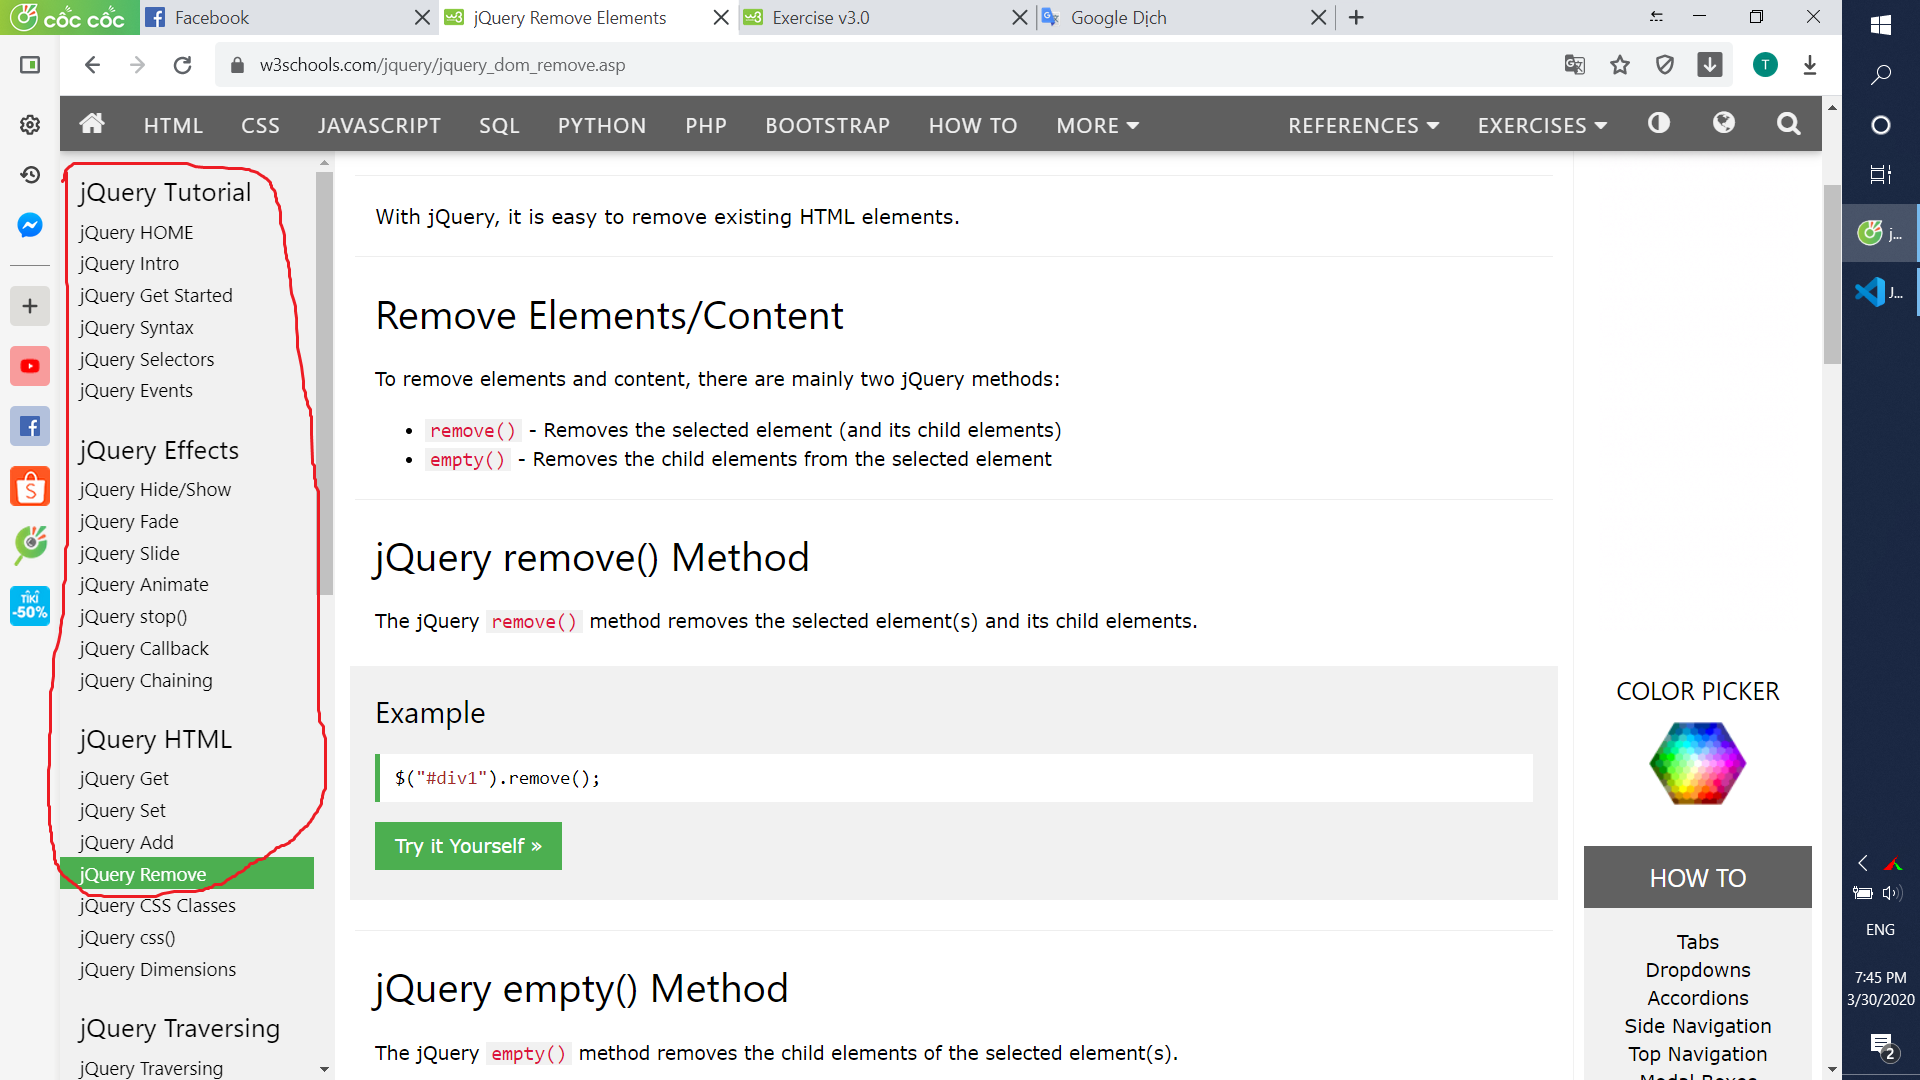 cốc cốc
Facebook
jQuery Remove Elements
Exercise v3.0
Google Dịch
w3schools.com/jquery/jquery_dom_remove.asp
T
HTML
CSS
JAVASCRIPT
SQL
PYTHON
PHP
BOOTSTRAP
HOW TO
MORE
REFERENCES
EXERCISES
TIKI
-50%
jQuery Tutorial
jQuery HOME
jQuery Intro
jQuery Get Started
jQuery Syntax
jQuery Selectors
jQuery Events
jQuery Effects
jQuery Hide/Show
jQuery Fade
jQuery Slide
jQuery Animate
jQuery stop()
jQuery Callback
jQuery Chaining
jQuery HTML
jQuery Get
jQuery Set
jQuery Add
jQuery Remove
jQuery CSS Classes
jQuery css()
jQuery Dimensions
jQuery Traversing
jQuery Traversing
With jQuery, it is easy to remove existing HTML elements.
Remove Elements/Content
To remove elements and content, there are mainly two jQuery methods:
• remove() - Removes the selected element (and its child elements)
• empty() - Removes the child elements from the selected element
jQuery remove() Method
The jQuery remove() method removes the selected element(s) and its child elements.
Example
$("#div1").remove();
Try it Yourself »
jQuery empty() Method
The jQuery empty() method removes the child elements of the selected element(s).
COLOR PICKER
HOW TO
Tabs
Dropdowns
Accordions
Side Navigation
Top Navigation
Modal Boxes
j...
J...
ENG
7:45 PM
3/30/2020
2